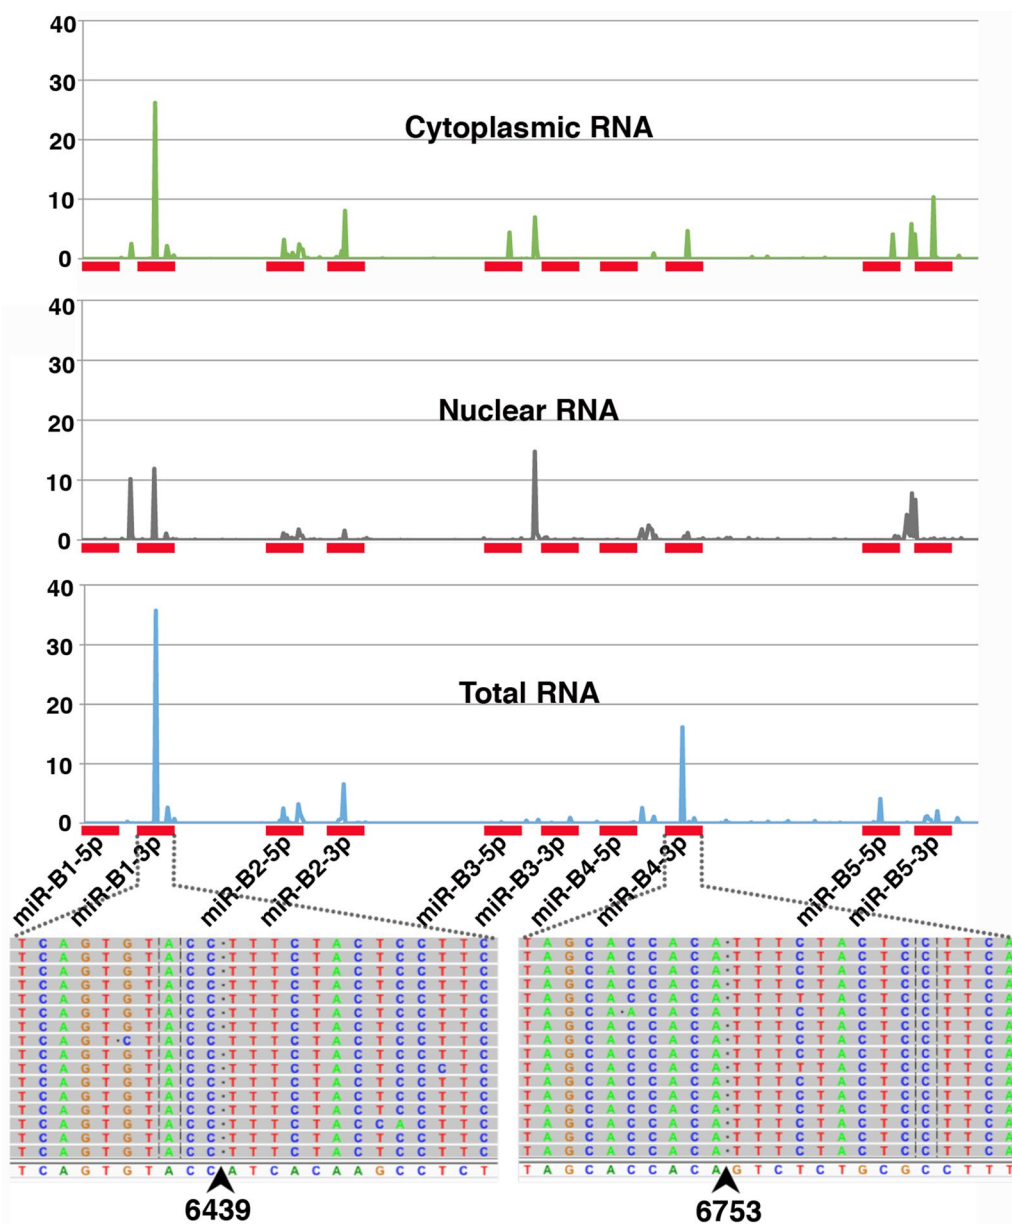 40
30
20
10
0
Cytoplasmic RNA
40
30
20
10
0
Nuclear RNA
40
30
20
10
0
Total RNA
miR-B1-5p
miR-B1-3p
miR-B2-5p
miR-B2-3p
miR-B3-5p
miR-B3-3p
miR-B4-5p
miR-B4-3p
miR-B5-5p
miR-B5-3p
T C A G T G T A C C · T T T C T A C T C C T T C
T C A G T G T A C C · T T T C T A C T C C T T C
T C A G T G T A C C · T T T C T A C T C C T T C
T C A G T G T A C C · T T T C T A C T C C T T C
T C A G T G T A C C · T T T C T A C T C C T T C
T C A G T G T A C C · T T T C T A C T C C T T C
T C A G T G T A C C · T T T C T A C T C C T T C
T C A G T · C T A C C · T T T C T A C T C C T T C
T C A G T G T A C C · T T T C T A C T C C T T C
T C A G T G T A C C · T T T C T A C T C C C T C
T C A G T G T A C C · T T T C T A C T C C T T C
T C A G T G T A C C · T T T C T A C T C C T T C
T C A G T G T A C C · T T T C T A C T C C T T C
T C A G T G T A C C · T T T C T A C C A C T T C
T C A G T G T A C C · T T T C T A C T C C T T C
T C A G T G T A C C · T T T C T A C T C C T T C
T C A G T G T A C C A T C A C A A G C C T C T
6439
T A G C A C C A C A · T T T C T A C T C C T T C A
T A G C A C C A C A · T T T C T A C T C C T T C A
T A G C A C C A C A · T T T C T A C T C C T T C A
T A G C A C C A C A · T T T C T A C T C C T T C A
T A G C A C C A C A · T T T T T A C T C C T T C A
T A G C A · A C A C A · T T T C T A C T C C T T C A
T A G C A C C A C A · T T T C T A C T C C T T C A
T A G C A C C A C A · T T T C T A C T C C T T C A
T A G C A C C A C A · T T T C T A C T C C T T C A
T A G C A C C A C A · T T T T T A C T C C T T C A
T A G C A C C A C A · T T T C T A C T C C T T C A
T A G C A C C A C A · T T T C T A C T C C T T C A
T A G C A C C A C A · T T T C T A C T C C T T C A
T A G C A C C A C A · T T T C T A C T C C T T C A
T A G C A C C A C A · T T T C T A C T C C T T C A
T A G C A C C A C A · T T T C T A C T C C T T C A
T A G C A C C A C A G T C T C T G C G C C T T T
6753